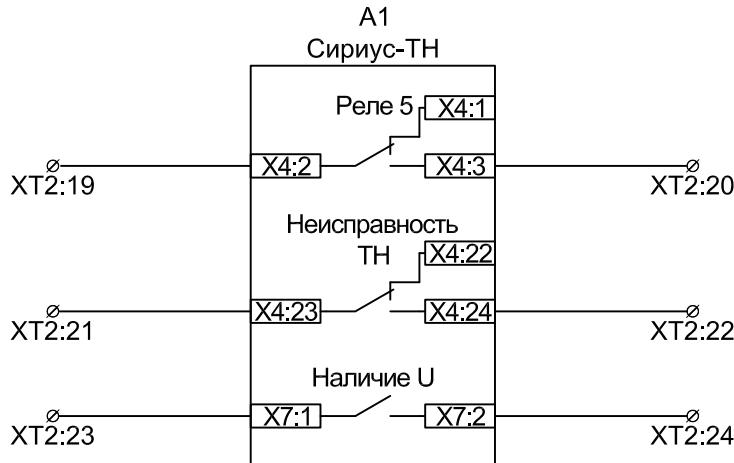 A1
Сириус-ТН
Реле 5
X4:1
X4:2
X4:3
XT2:19
XT2:20
Неисправность
ТН
X4:22
X4:23
X4:24
XT2:21
XT2:22
Наличие U
X7:1
X7:2
XT2:23
XT2:24